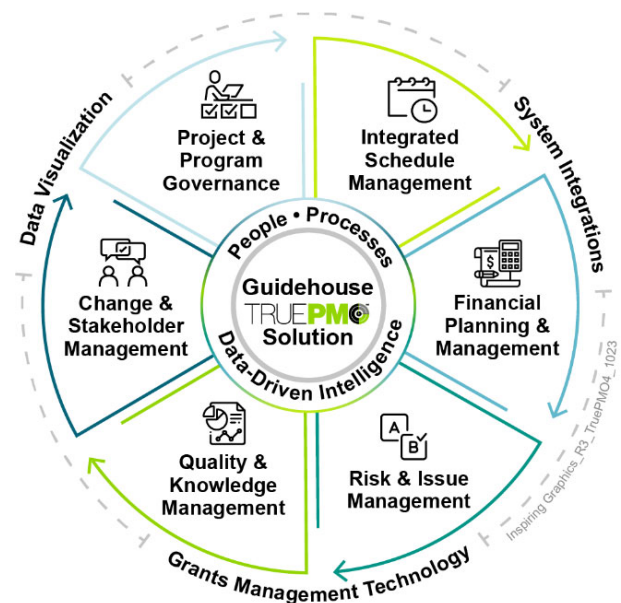 Data Visualization
System Integrations
Grants Management Technology
Project &
Program
Governance
Integrated
Schedule
Management
Financial
Planning &
Management
A
B
Risk & Issue
Management
Quality &
Knowledge
Management
Change &
Stakeholder
Management
People • Processes
Guidehouse
TRUEPMO
Solution
Data-Driven Intelligence
$
Inspiring Graphics_R3_TruePMO4_1023